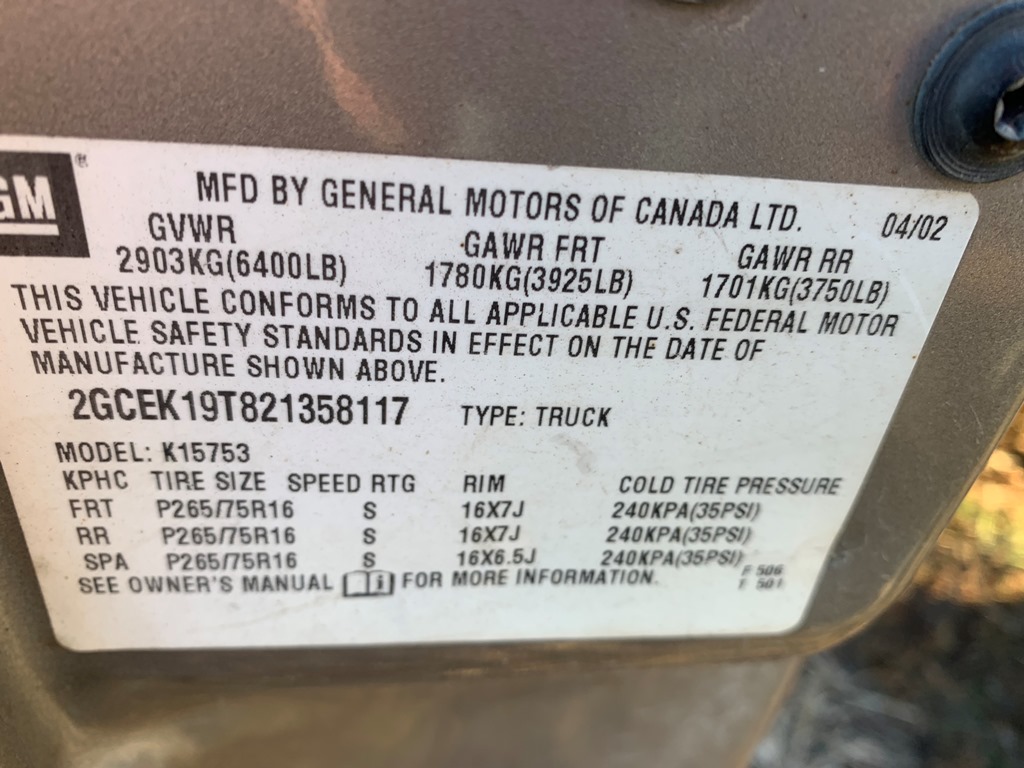 GM ®
MFD BY GENERAL MOTORS OF CANADA LTD. 04/02
GVWR GAWR FRT GAWR RR
2903KG(6400LB) 1780KG(3925LB) 1701KG(3750LB)
THIS VEHICLE CONFORMS TO ALL APPLICABLE U.S. FEDERAL MOTOR
VEHICLE SAFETY STANDARDS IN EFFECT ON THE DATE OF
MANUFACTURE SHOWN ABOVE.
2GCEK19T821358117 TYPE: TRUCK
MODEL: K15753
KPHC TIRE SIZE SPEED RTG RIM COLD TIRE PRESSURE
FRT P265/75R16 S 16X7J 240KPA(35PSI)
RR P265/75R16 S 16X7J 240KPA(35PSI)
SPA P265/75R16 S 16X6.5J 240KPA(35PSI)
SEE OWNER'S MANUAL i FOR MORE INFORMATION.
506
501